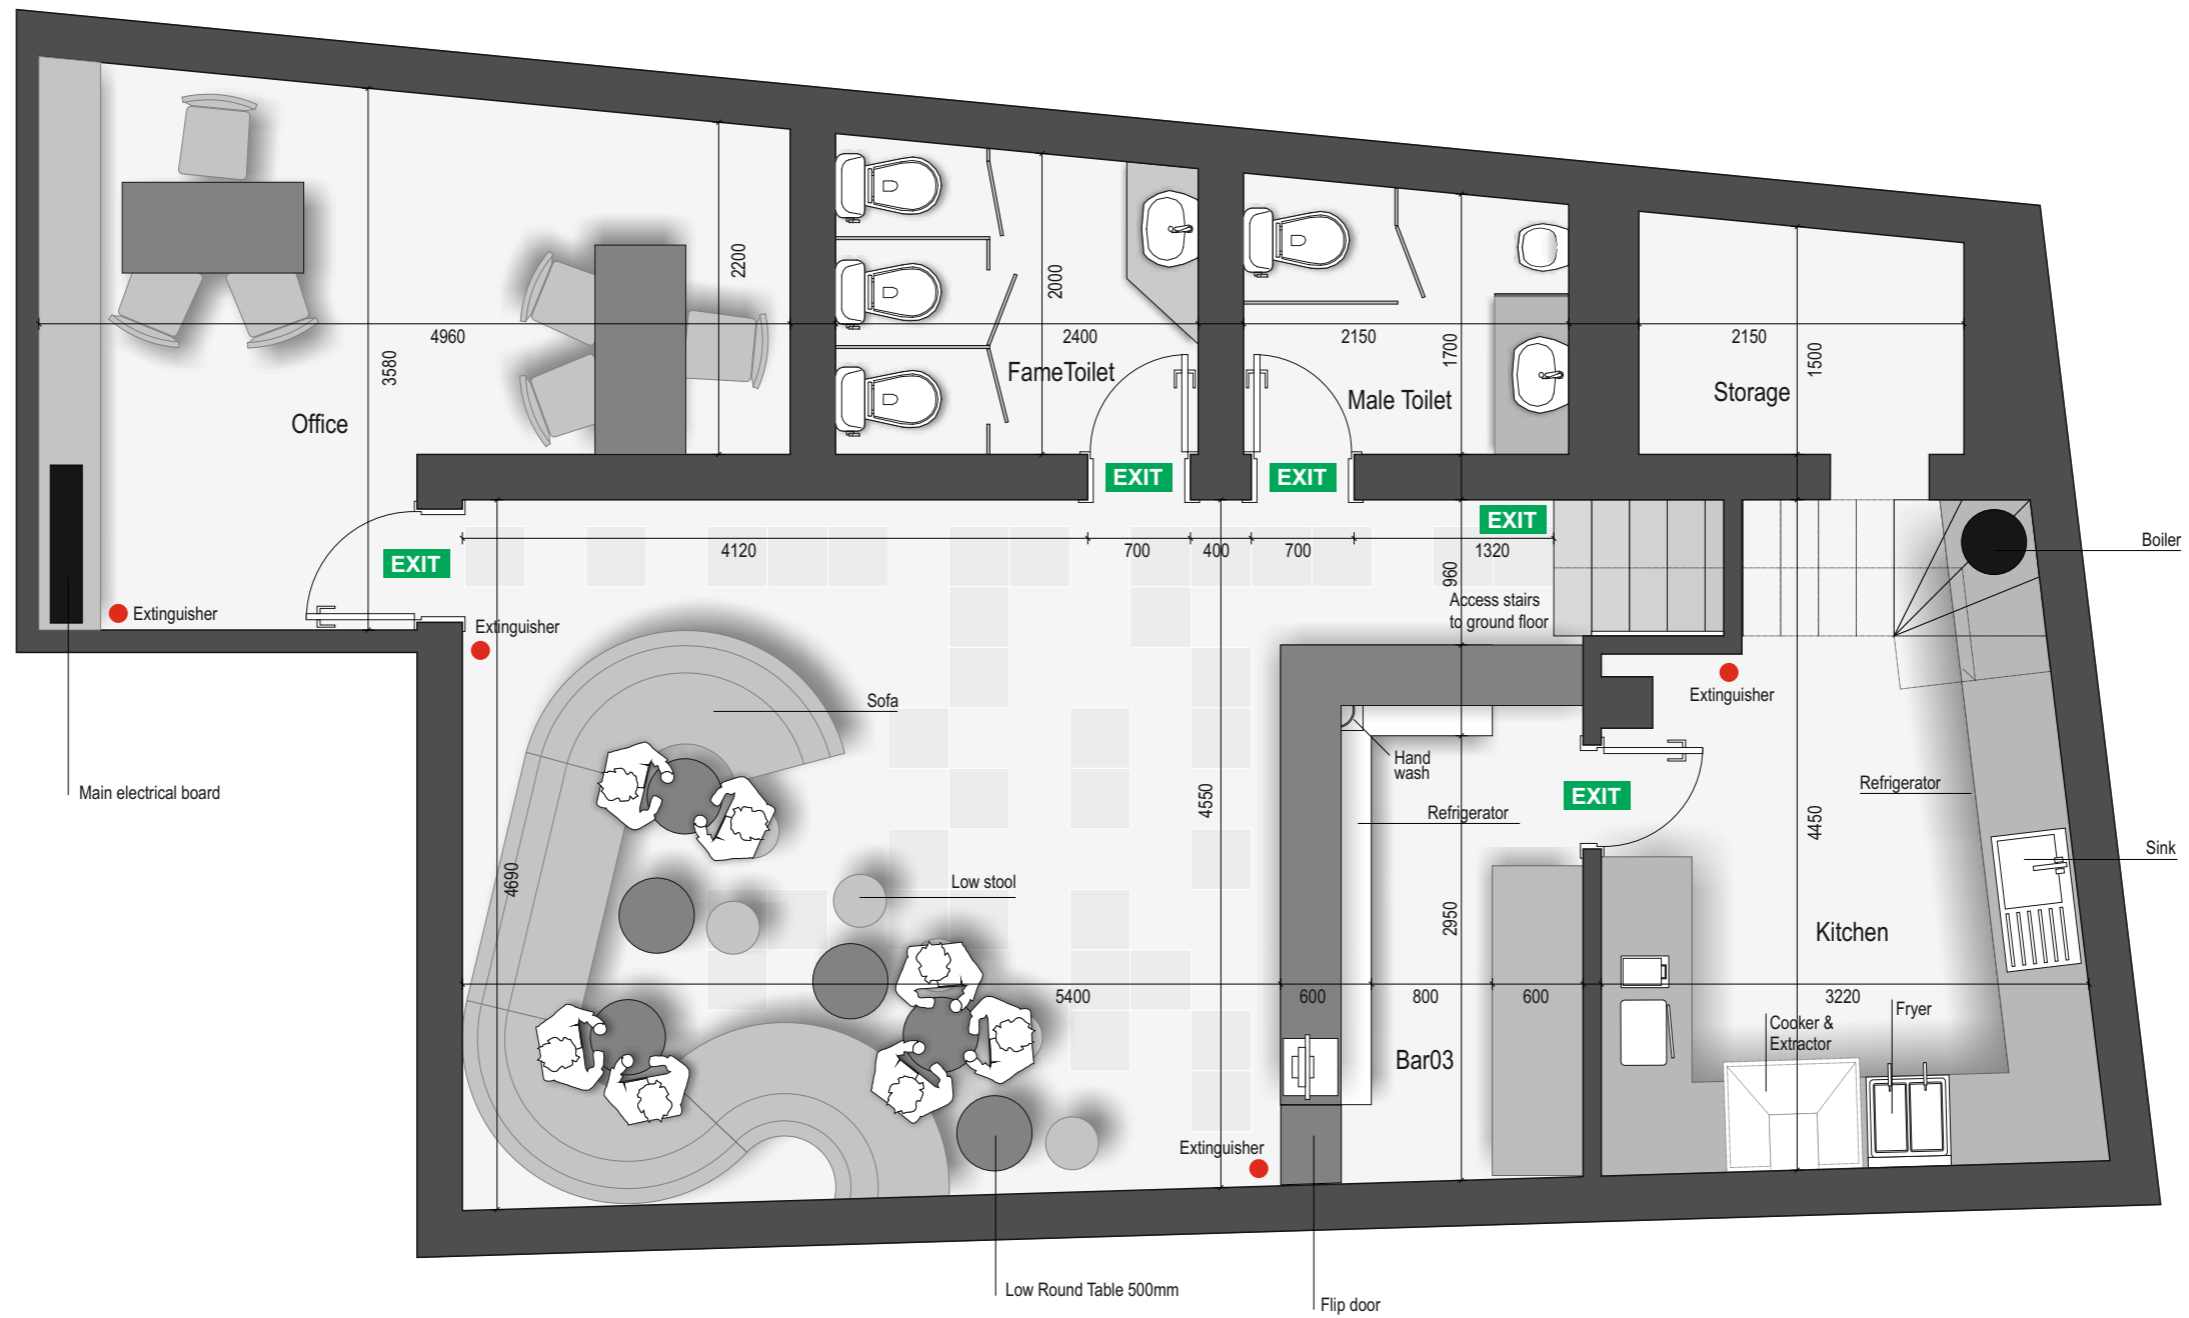 2200
2000
4960
3580
2400
2150
1700
2150
1500
FameToilet
Male Toilet
Storage
Office
EXIT
EXIT
EXIT
EXIT
4120
700
400
700
1320
960
Boiler
Access stairs
to ground floor
Extinguisher
Extinguisher
Extinguisher
Sofa
Hand
wash
Main electrical board
Refrigerator
EXIT
Refrigerator
4550
4450
Sink
4690
Low stool
2950
Kitchen
5400
600
800
600
3220
Fryer
Cooker &
Extractor
Bar03
Extinguisher
Low Round Table 500mm
Flip door